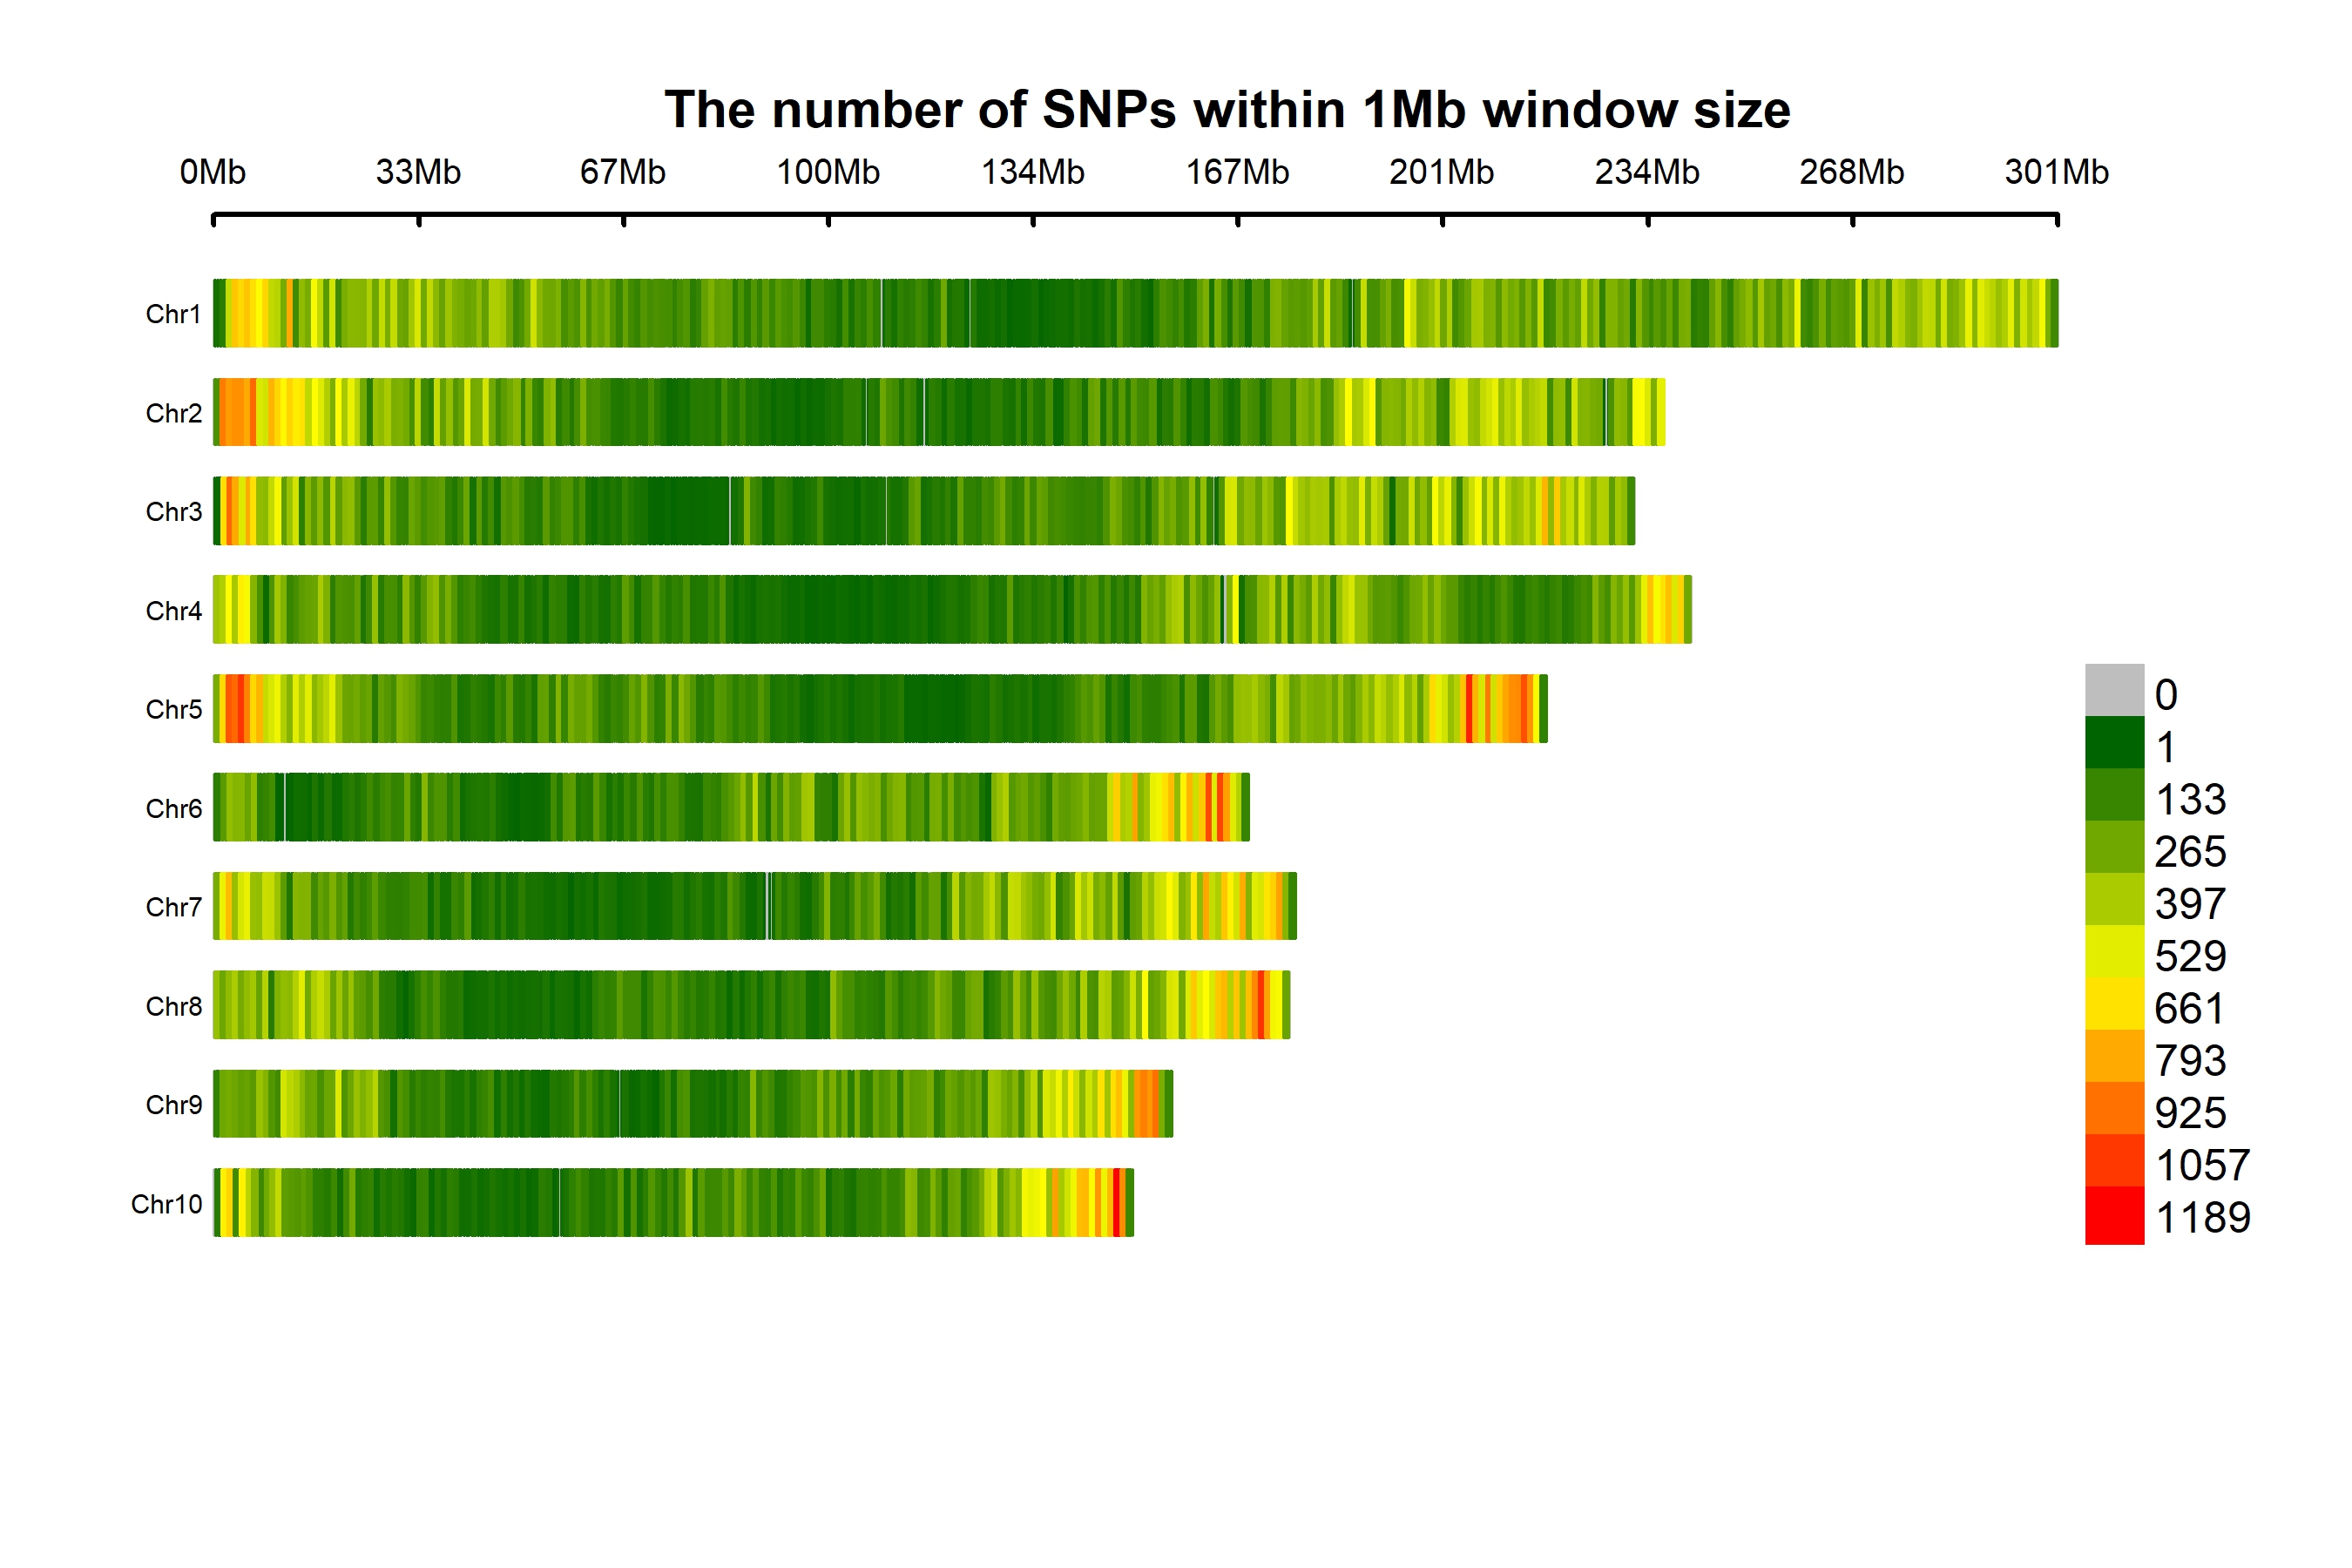 The number of SNPs within 1Mb window size
0Mb 33Mb 67Mb 100Mb 134Mb 167Mb 201Mb 234Mb 268Mb 301Mb
Chr1
Chr2
Chr3
Chr4
Chr5
Chr6
Chr7
Chr8
Chr9
Chr10
0
1
133
265
397
529
661
793
925
1057
1189